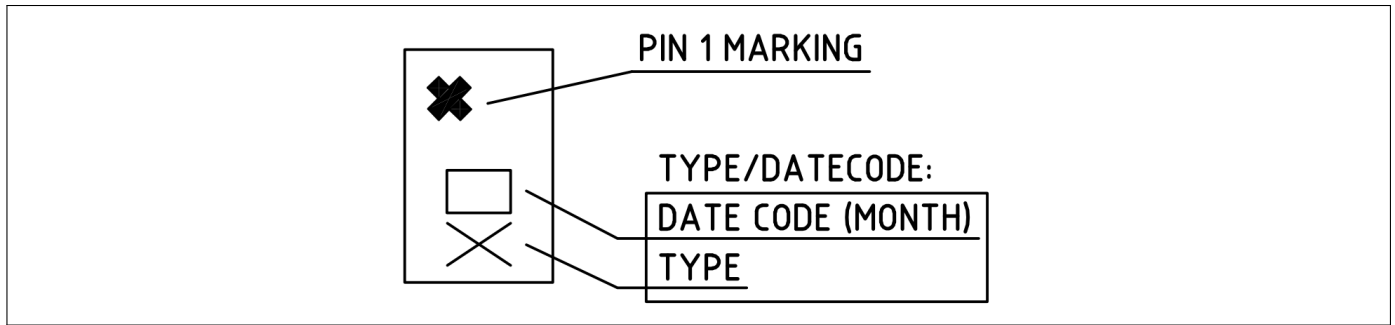 PIN 1 MARKING
TYPE/DATECODE:
DATE CODE (MONTH)
TYPE